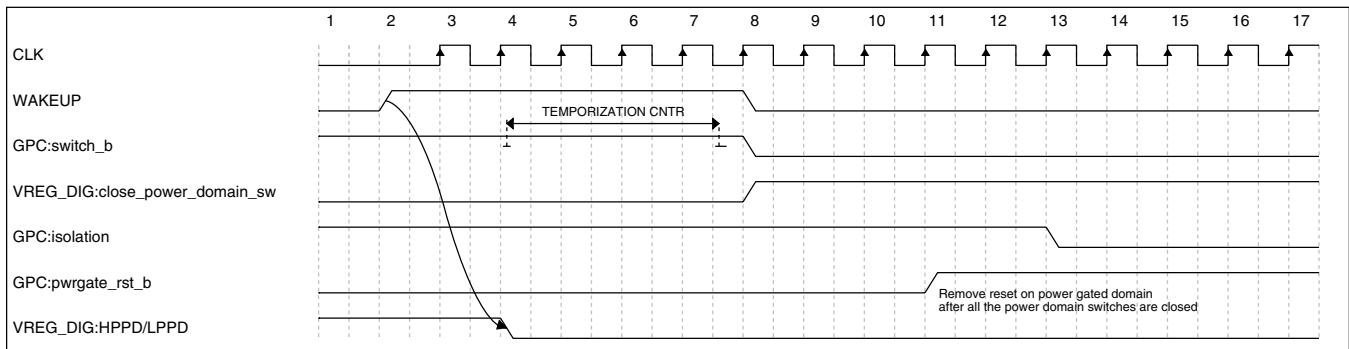 1 2 3 4 5 6 7 8 9 10 11 12 13 14 15 16 17
CLK
WAKEUP
TEMPORIZATION CNTR
GPC:switch_b
VREG_DIG:close_power_domain_sw
GPC:isolation
GPC:pwrgate_rst_b
Remove reset on power gated domain
after all the power domain switches are closed
VREG_DIG:HPPD/LPPD